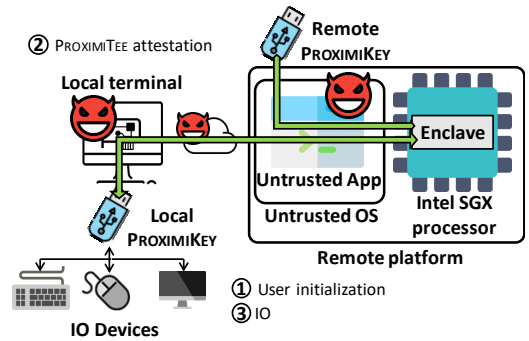 Remote
PROXIMIKEY
② PROXIMITEE attestation
Local terminal
Enclave
Untrusted App
Untrusted OS
Intel SGX
processor
Remote platform
Local
PROXIMIKEY
① User initialization
③ IO
IO Devices